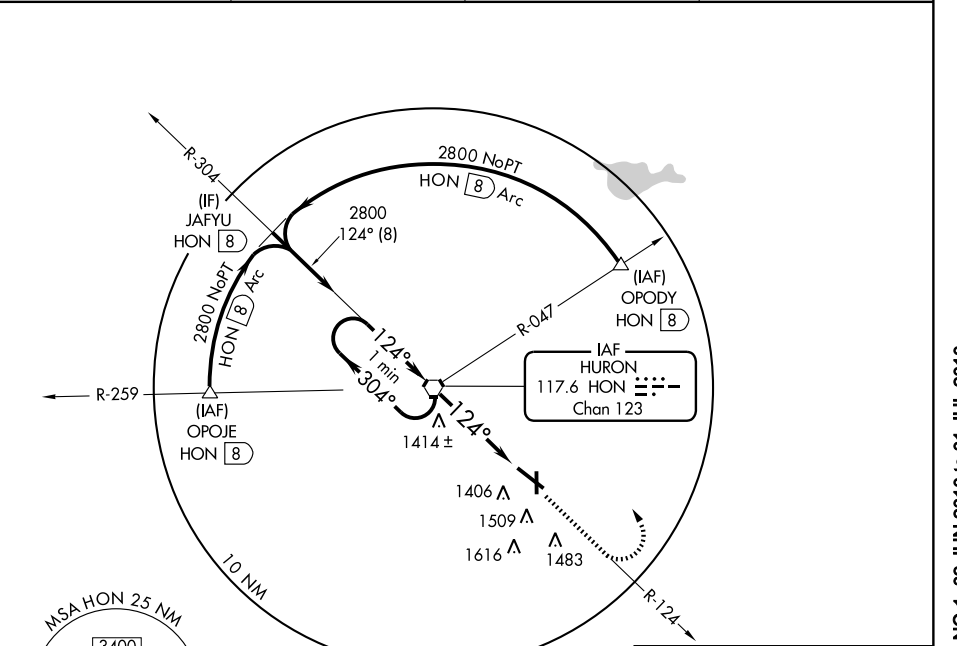 2800 NoPT
HON 8 Arc
R-304
(IF)
JAFYU
HON 8
2800
124° (8)
2800 NoPT
HON 8 Arc
(IAF)
OPODY
HON 8
R-047
124°
1 min
304°
IAF
HURON
117.6 HON
Chan 123
R-259
(IAF)
OPOJE
HON 8
124°
1414 ±
1406
1509
1616
1483
10 NM
R-124
MSA HON 25 NM